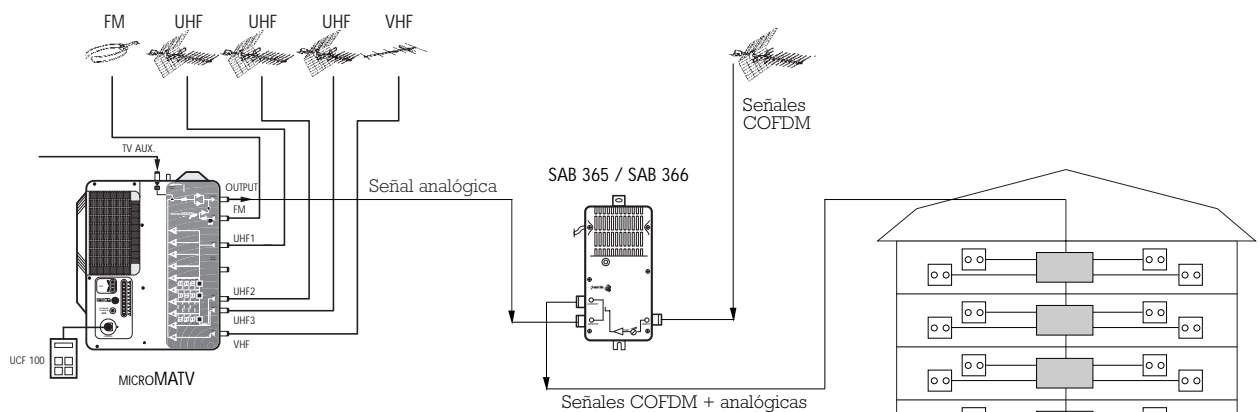 FM
UHF
UHF
UHF
VHF
Señales
COFDM
TV AUX.
SAB 365 / SAB 366
OUTPUT
Señal analógica
FM
UHF1
UHF2
UHF3
VHF
UCF 100
MICROMATV
Señales COFDM + analógicas